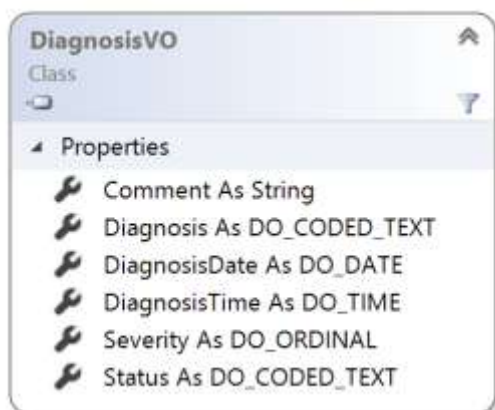 DiagnosisVO
Class
Properties
Comment As String
Diagnosis As DO_CODED_TEXT
DiagnosisDate As DO_DATE
DiagnosisTime As DO_TIME
Severity As DO_ORDINAL
Status As DO_CODED_TEXT